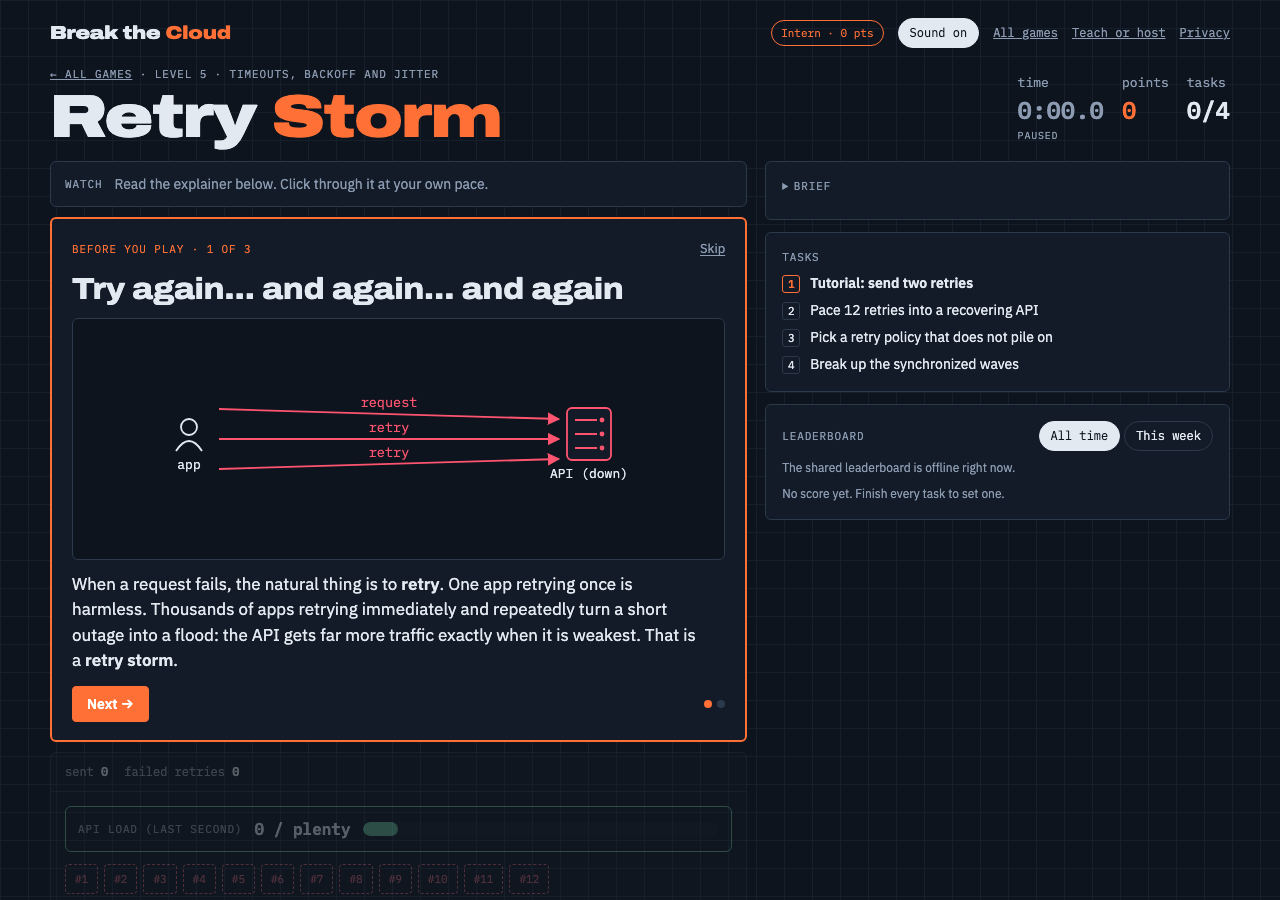 Break the Cloud
Intern · 0 pts
Sound on
All games
Teach or host
Privacy
← ALL GAMES · LEVEL 5 · TIMEOUTS, BACKOFF AND JITTER
Retry Storm
time
points
tasks
0:00.0
0
0/4
PAUSED
WATCH Read the explainer below. Click through it at your own pace.
BEFORE YOU PLAY · 1 OF 3
Skip
Try again... and again... and again
request
retry
retry
app
API (down)
When a request fails, the natural thing is to retry. One app retrying once is
harmless. Thousands of apps retrying immediately and repeatedly turn a short
outage into a flood: the API gets far more traffic exactly when it is weakest. That is
a retry storm.
Next →
sent 0 failed retries 0
API LOAD (LAST SECOND) 0 / plenty
#1 #2 #3 #4 #5 #6 #7 #8 #9 #10 #11 #12
▶ BRIEF
TASKS
1 Tutorial: send two retries
2 Pace 12 retries into a recovering API
3 Pick a retry policy that does not pile on
4 Break up the synchronized waves
LEADERBOARD
All time
This week
The shared leaderboard is offline right now.
No score yet. Finish every task to set one.